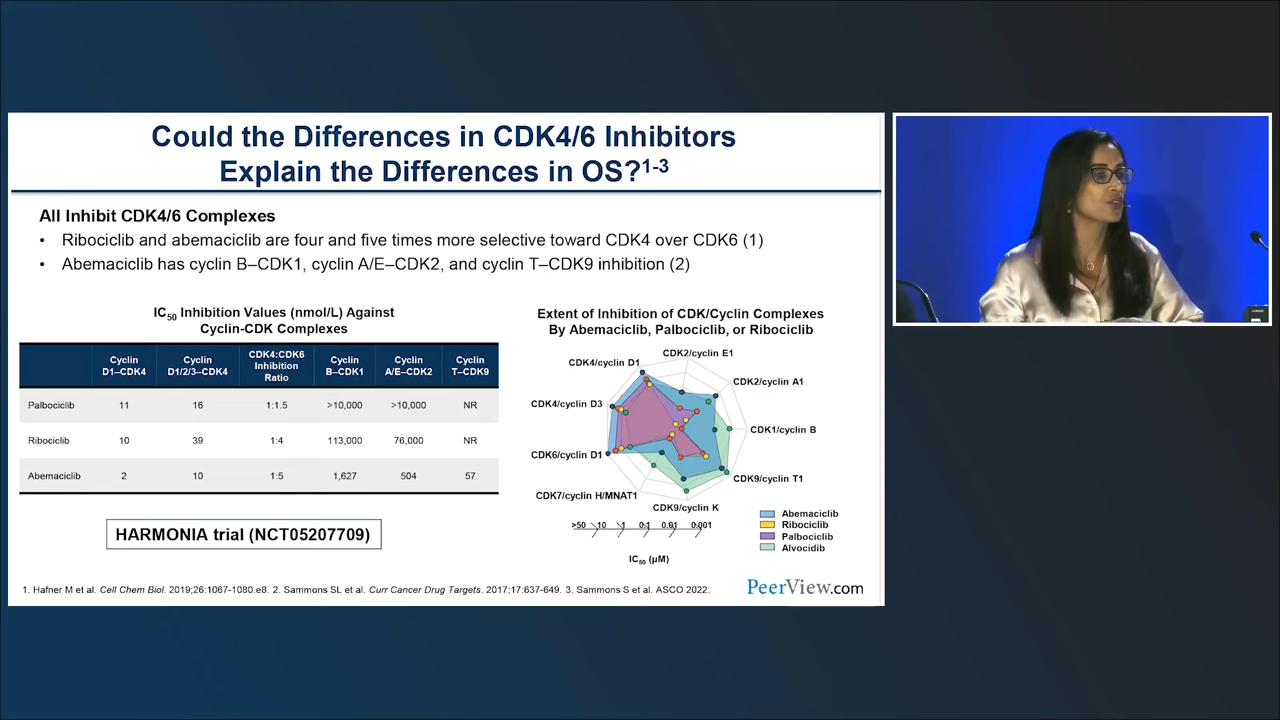 Could the Differences in CDK4/6 Inhibitors
Explain the Differences in OS?1-3
All Inhibit CDK4/6 Complexes
• Ribociclib and abemaciclib are four and five times more selective toward CDK4 over CDK6 (1)
• Abemaciclib has cyclin B–CDK1, cyclin A/E–CDK2, and cyclin T–CDK9 inhibition (2)
IC50 Inhibition Values (nmol/L) Against
Cyclin-CDK Complexes
Cyclin D1–CDK4 Cyclin D1/2/3–CDK4 CDK4:CDK6 Inhibition Ratio Cyclin B–CDK1 Cyclin A/E–CDK2 Cyclin T–CDK9
Palbociclib 11 16 1:1.5 >10,000 >10,000 NR
Ribociclib 10 39 1:4 113,000 76,000 NR
Abemaciclib 2 10 1:5 1,627 504 57
HARMONIA trial (NCT05207709)
Extent of Inhibition of CDK/Cyclin Complexes
By Abemaciclib, Palbociclib, or Ribociclib
CDK2/cyclin E1
CDK4/cyclin D1
CDK2/cyclin A1
CDK4/cyclin D3
CDK1/cyclin B
CDK6/cyclin D1
CDK9/cyclin T1
CDK7/cyclin H/MNAT1
CDK9/cyclin K
>50 10 1 0.1 0.01 0.001
IC50 (μM)
Abemaciclib
Ribociclib
Palbociclib
Alvocidib
1. Hafner M et al. Cell Chem Biol. 2019;26:1067-1080.e8. 2. Sammons SL et al. Curr Cancer Drug Targets. 2017;17:637-649. 3. Sammons S et al. ASCO 2022.
PeerView.com